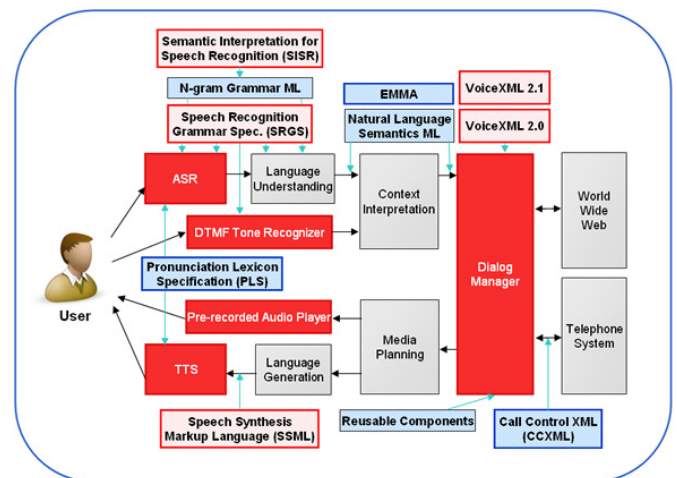 Semantic Interpretation for
Speech Recognition (SISR)
N-gram Grammar ML
Speech Recognition
Grammar Spec. (SRGS)
EMMA
Natural Language
Semantics ML
VoiceXML 2.1
VoiceXML 2.0
ASR
Language
Understanding
Context
Interpretation
DTMF Tone Recognizer
World
Wide
Web
Dialog
Manager
Pronunciation Lexicon
Specification (PLS)
User
Pre-recorded Audio Player
Media
Planning
Telephone
System
TTS
Language
Generation
Speech Synthesis
Markup Language (SSML)
Reusable Components
Call Control XML
(CCXML)